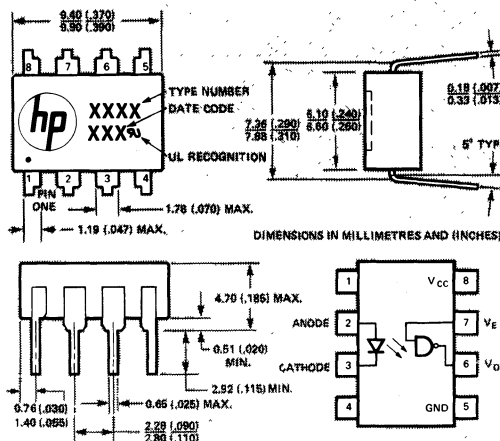 9.40 (.370)
9.90 (.390)
8 7 6 5
hp
XXXX
XXX
TYPE NUMBER
DATE CODE
UL RECOGNITION
1 2 3 4
PIN
ONE
1.78 (.070) MAX.
1.19 (.047) MAX.
7.36 (.290)
7.88 (.310)
6.10 (.240)
6.60 (.260)
0.18 (.007)
0.33 (.013)
5° TYP
DIMENSIONS IN MILLIMETRES AND (INCHES)
4.70 (.185) MAX.
0.51 (.020)
MIN.
2.92 (.115) MIN.
0.76 (.030)
1.40 (.055)
0.65 (.025) MAX.
2.28 (.090)
2.80 (.110)
1 VCC 8
ANODE 2 7 VE
CATHODE 3 6 VO
4 GND 5